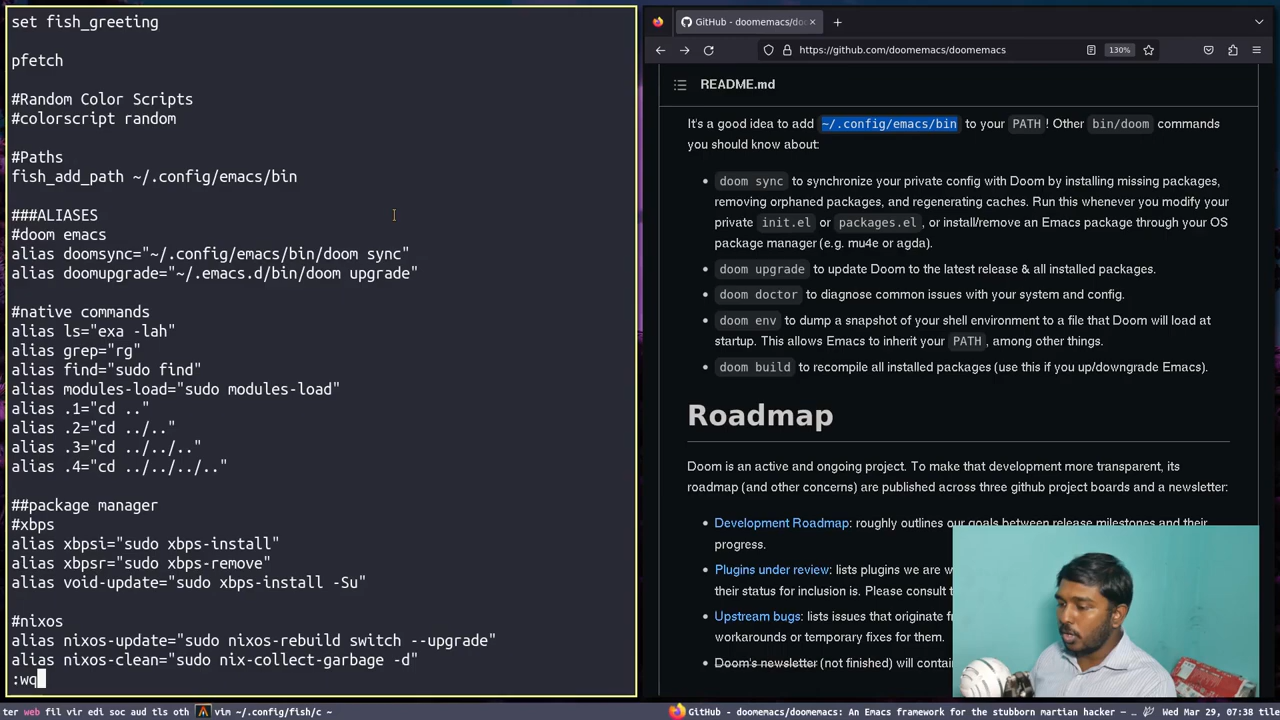 set fish_greeting
pfetch
#Random Color Scripts
#colorscript random
#Paths
fish_add_path ~/.config/emacs/bin
###ALIASES
#doom emacs
alias doomsync="~/.config/emacs/bin/doom sync"
alias doomupgrade="~/.emacs.d/bin/doom upgrade"
#native commands
alias ls="exa -lah"
alias grep="rg"
alias find="sudo find"
alias modules-load="sudo modules-load"
alias .1="cd .."
alias .2="cd ../.."
alias .3="cd ../../.."
alias .4="cd ../../../.."
##package manager
#xbps
alias xbpsi="sudo xbps-install"
alias xbpsr="sudo xbps-remove"
alias void-update="sudo xbps-install -Su"
#nixos
alias nixos-update="sudo nixos-rebuild switch --upgrade"
alias nixos-clean="sudo nix-collect-garbage -d"
:wq
GitHub - doomemacs/doo
https://github.com/doomemacs/doomemacs
130%
README.md
It's a good idea to add ~/.config/emacs/bin to your PATH! Other bin/doom commands
you should know about:
doom sync to synchronize your private config with Doom by installing missing packages,
removing orphaned packages, and regenerating caches. Run this whenever you modify your
private init.el or packages.el, or install/remove an Emacs package through your OS
package manager (e.g. mu4e or agda).
doom upgrade to update Doom to the latest release & all installed packages.
doom doctor to diagnose common issues with your system and config.
doom env to dump a snapshot of your shell environment to a file that Doom will load at
startup. This allows Emacs to inherit your PATH, among other things.
doom build to recompile all installed packages (use this if you up/downgrade Emacs).
Roadmap
Doom is an active and ongoing project. To make that development more transparent, its
roadmap (and other concerns) are published across three github project boards and a newsletter:
Development Roadmap: roughly outlines our goals between release milestones and their
progress.
Plugins under review: lists plugins we are w
their status for inclusion is. Please consult t
Upstream bugs: lists issues that originate f
workarounds or temporary fixes for them.
Doom's newsletter (not finished) will contai
ter web fil vir edi soc aud tls oth vim ~/.config/fish/c ~ doomemacs/doomemacs: An Emacs framework for the stubborn martian hacker — … Wed Mar 29, 07:38 tile